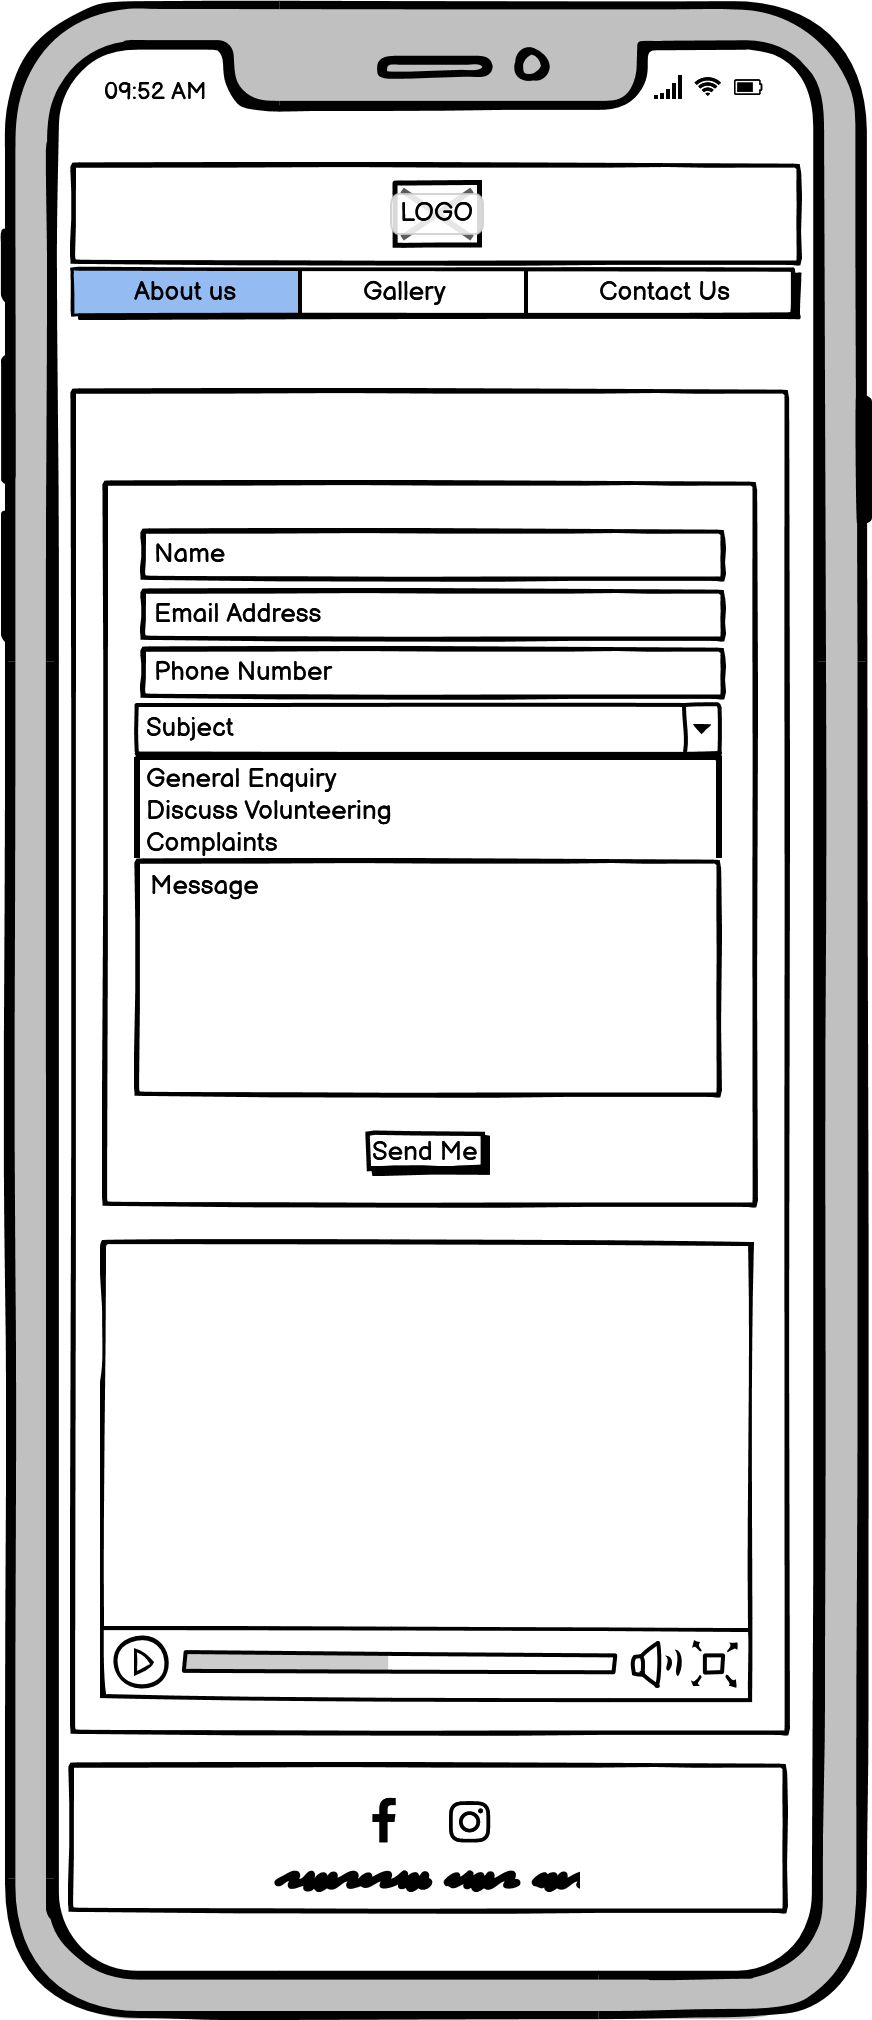 09:52 AM
LOGO
About us Gallery Contact Us
Name
Email Address
Phone Number
Subject
General Enquiry
Discuss Volunteering
Complaints
Message
Send Me